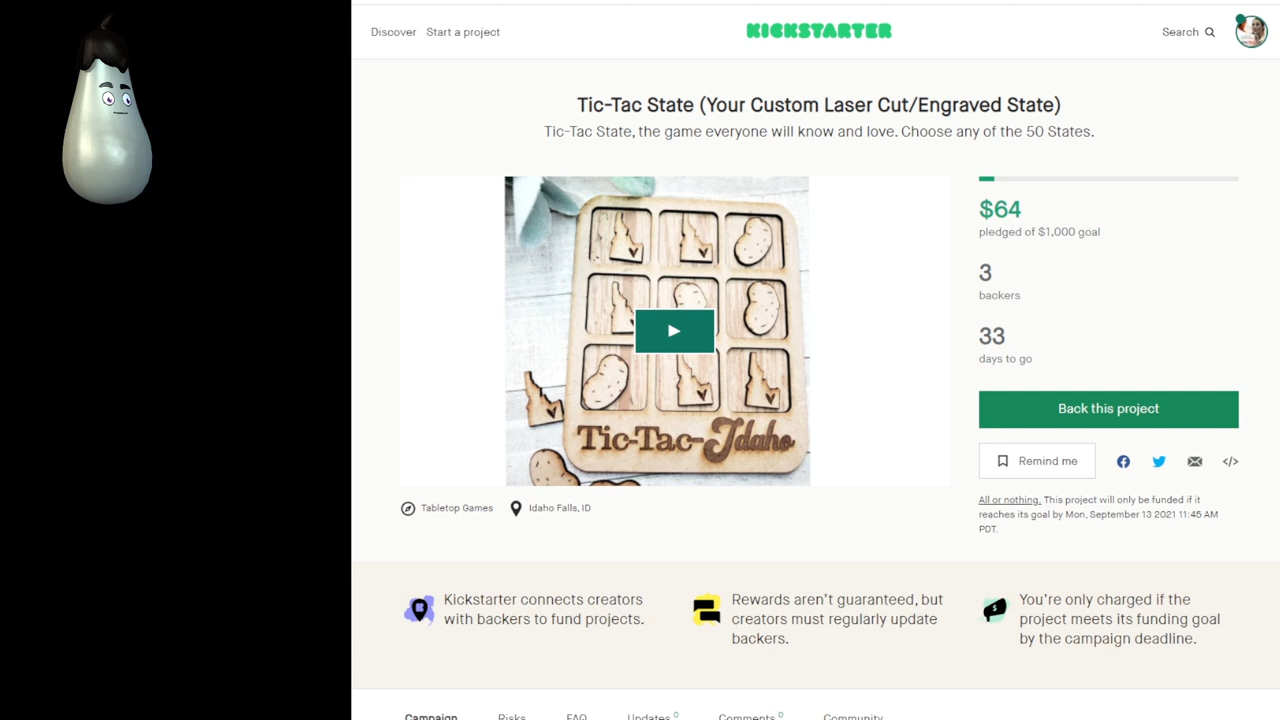 Discover Start a project
KICKSTARTER
Search
Tic-Tac State (Your Custom Laser Cut/Engraved State)
Tic-Tac State, the game everyone will know and love. Choose any of the 50 States.
Tic-Tac-Idaho
Tabletop Games Idaho Falls, ID
$64
pledged of $1,000 goal
3
backers
33
days to go
Back this project
Remind me
</>
All or nothing. This project will only be funded if it
reaches its goal by Mon, September 13 2021 11:45 AM
PDT.
Kickstarter connects creators
with backers to fund projects.
Rewards aren't guaranteed, but
creators must regularly update
backers.
$
You're only charged if the
project meets its funding goal
by the campaign deadline.
Campaign Risks FAQ Updates 0 Comments 0 Community